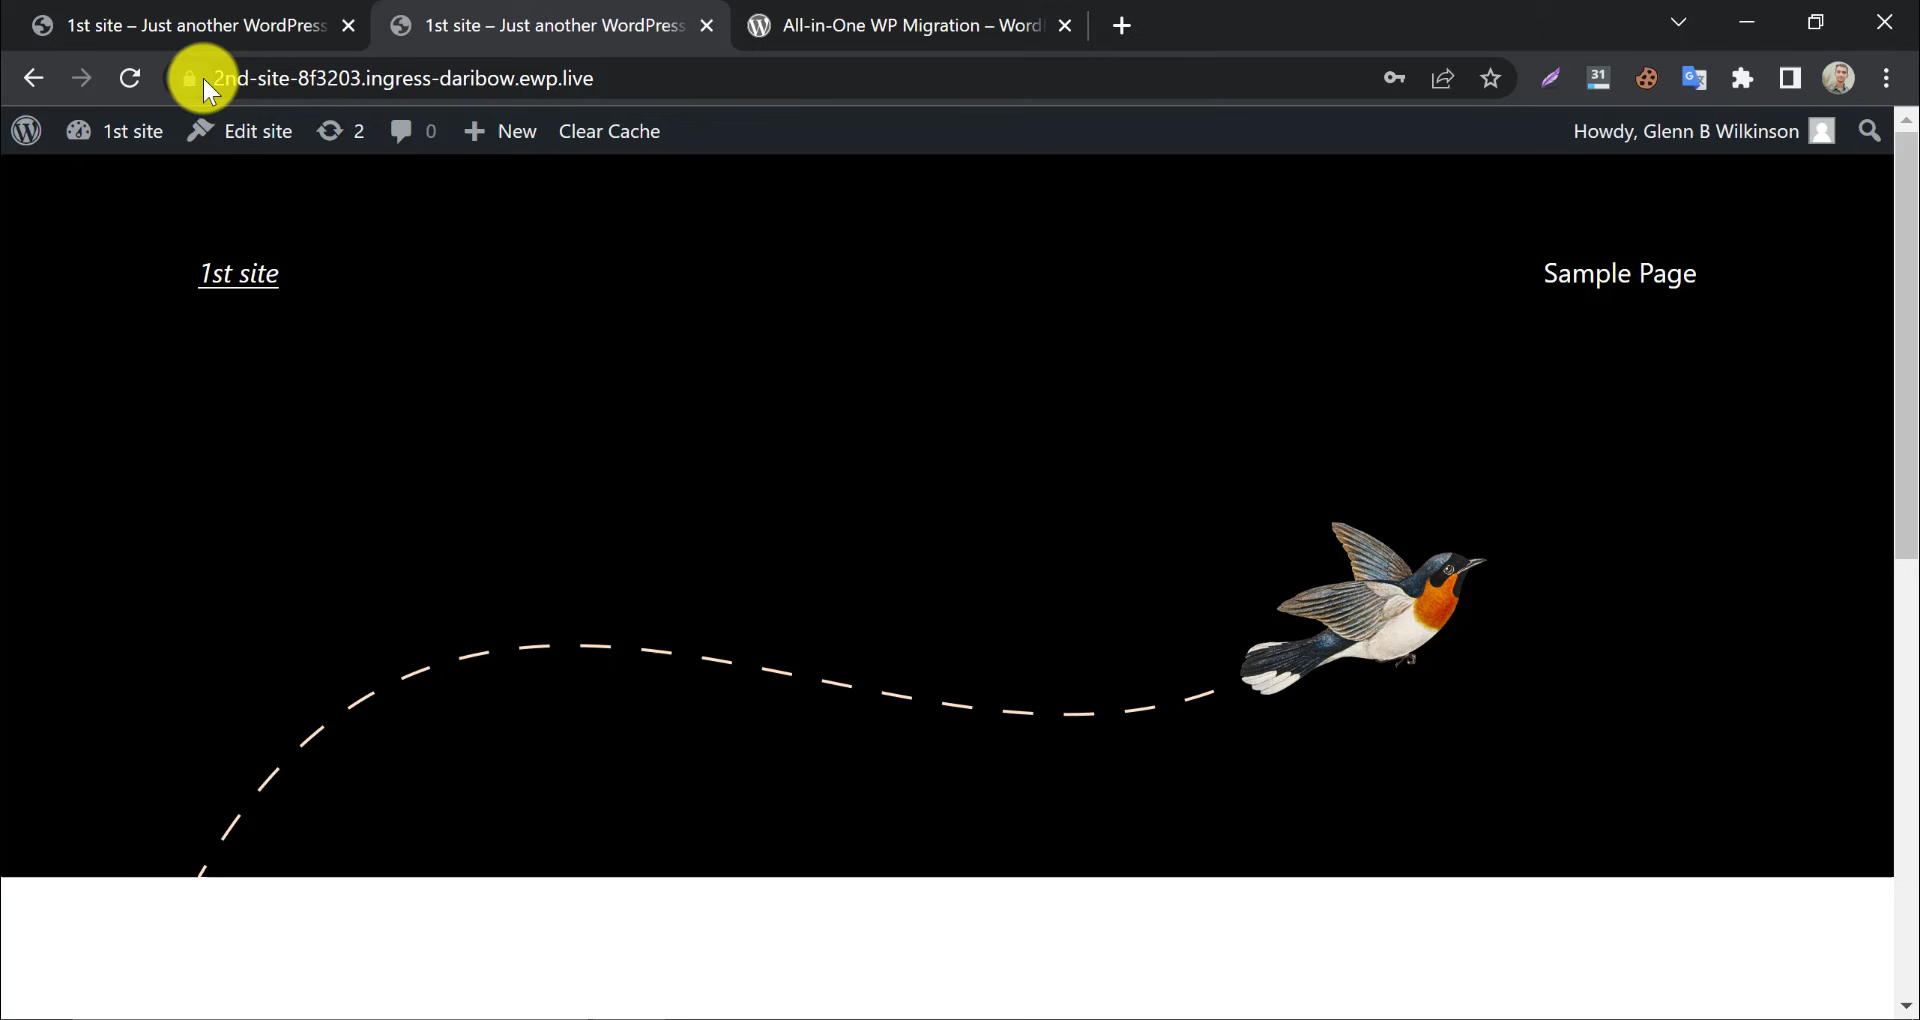 1st site – Just another WordPress
1st site – Just another WordPress
All-in-One WP Migration – Word
2nd-site-8f3203.ingress-daribow.ewp.live
31
1st site
Edit site
2
0
New
Clear Cache
Howdy, Glenn B Wilkinson
1st site
Sample Page